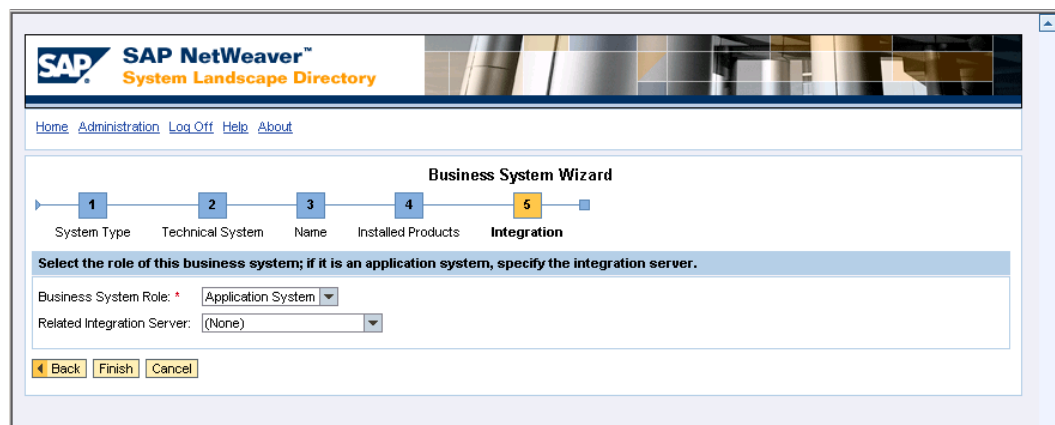 SAP SAP NetWeaver™
System Landscape Directory
Home Administration Log Off Help About
Business System Wizard
1 2 3 4 5
System Type Technical System Name Installed Products Integration
Select the role of this business system; if it is an application system, specify the integration server.
Business System Role: * Application System
Related Integration Server: (None)
Back Finish Cancel